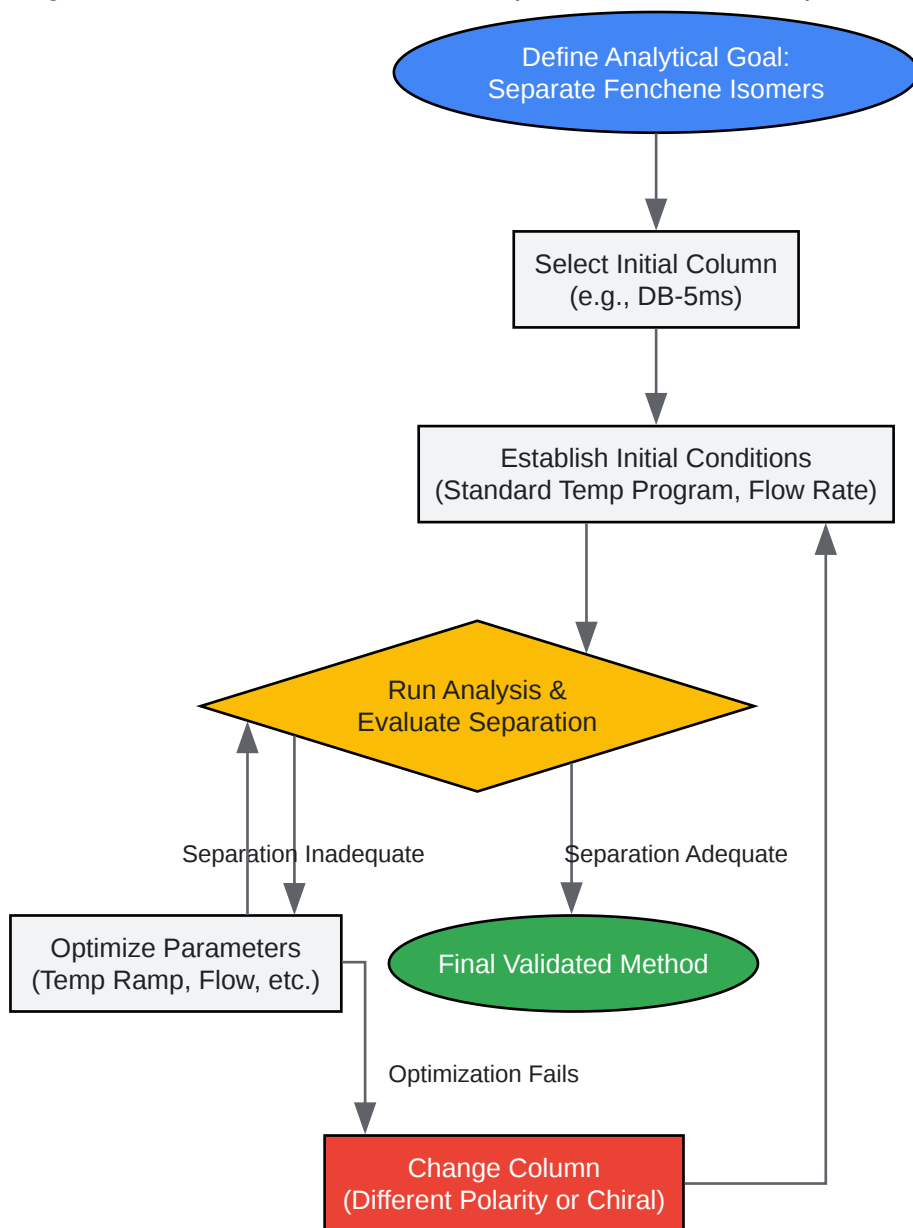 Define Analytical Goal:
Separate Fenchene Isomers
Select Initial Column
(e.g., DB-5ms)
Establish Initial Conditions
(Standard Temp Program, Flow Rate)
Run Analysis &
Evaluate Separation
Separation Inadequate
Separation Adequate
Optimize Parameters
(Temp Ramp, Flow, etc.)
Final Validated Method
Optimization Fails
Change Column
(Different Polarity or Chiral)